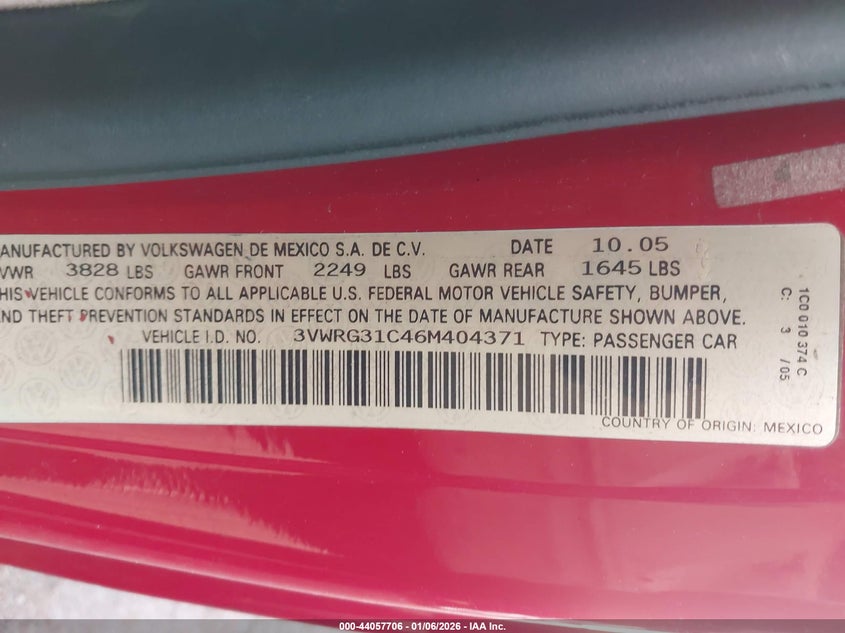 MANUFACTURED BY VOLKSWAGEN DE MEXICO S.A. DE C.V. DATE 10.05
VWR 3828 LBS GAWR FRONT 2249 LBS GAWR REAR 1645 LBS
HIS VEHICLE CONFORMS TO ALL APPLICABLE U.S. FEDERAL MOTOR VEHICLE SAFETY, BUMPER,
ND THEFT PREVENTION STANDARDS IN EFFECT ON THE DATE OF MANUFACTURE SHOWN ABOVE.
VEHICLE I.D. NO. 3VWRG31C46M404371 TYPE: PASSENGER CAR
COUNTRY OF ORIGIN: MEXICO
1C0 010 374 C
C: 3 /05
000-44057706 - 01/06/2026 - IAA Inc.